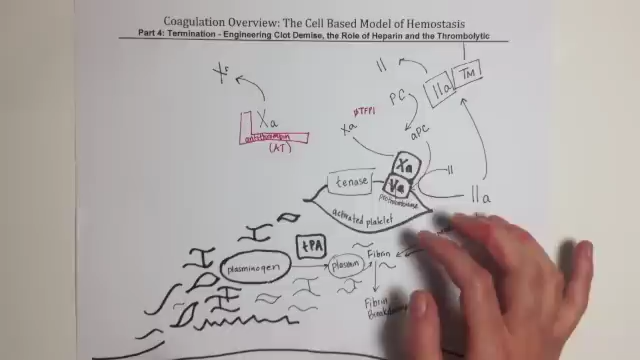 Coagulation Overview: The Cell Based Model of Hemostasis
Part 4: Termination - Engineering Clot Demise, the Role of Heparin and the Thrombolytic
II
IIa
TM
PC
Xa
antithrombin
(AT)
TFPI
Xa
aPC
Xa
tenase
Va
II
IIa
prothrombinase
activated platelet
tPA
plasminogen
plasmin
Fibrin
Fibrin